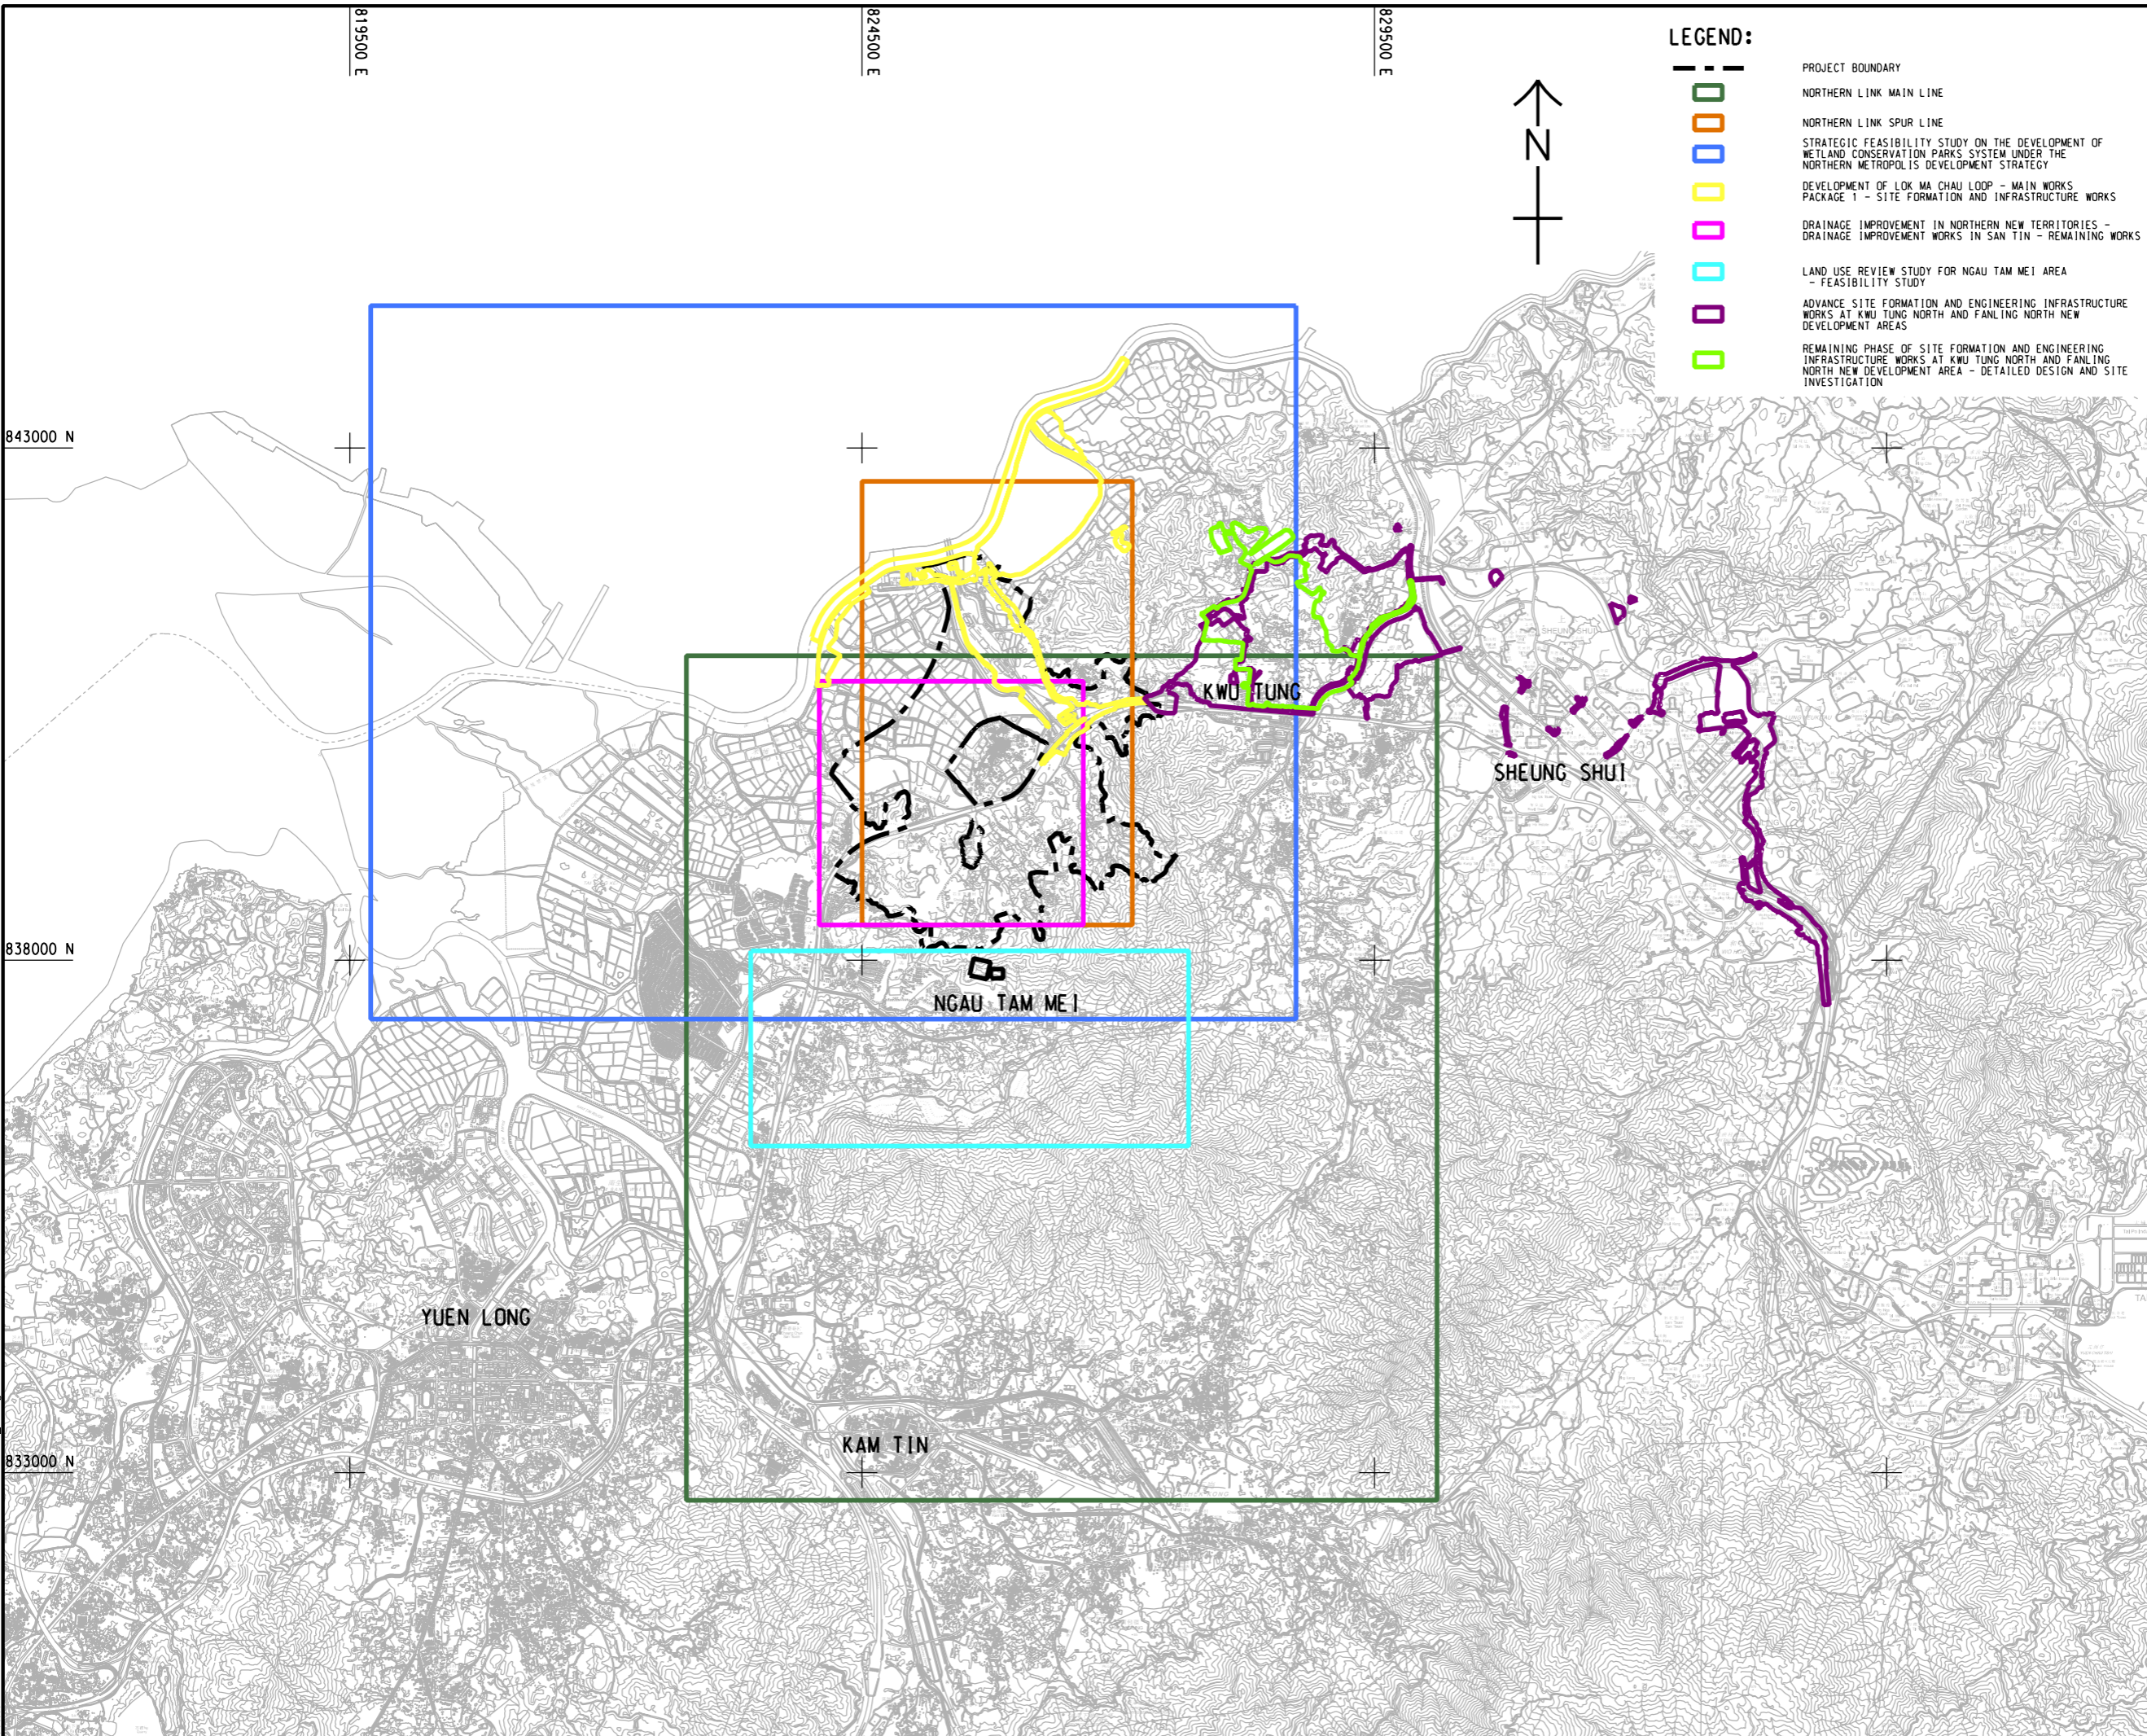 819500 E
824500 E
829500 E
LEGEND:
PROJECT BOUNDARY
NORTHERN LINK MAIN LINE
NORTHERN LINK SPUR LINE
STRATEGIC FEASIBILITY STUDY ON THE DEVELOPMENT OF
WETLAND CONSERVATION PARKS SYSTEM UNDER THE
NORTHERN METROPOLIS DEVELOPMENT STRATEGY
DEVELOPMENT OF LOK MA CHAU LOOP - MAIN WORKS
PACKAGE 1 - SITE FORMATION AND INFRASTRUCTURE WORKS
DRAINAGE IMPROVEMENT IN NORTHERN NEW TERRITORIES -
DRAINAGE IMPROVEMENT WORKS IN SAN TIN - REMAINING WORKS
LAND USE REVIEW STUDY FOR NGAU TAM MEI AREA
- FEASIBILITY STUDY
ADVANCE SITE FORMATION AND ENGINEERING INFRASTRUCTURE
WORKS AT KWU TUNG NORTH AND FANLING NORTH NEW
DEVELOPMENT AREAS
REMAINING PHASE OF SITE FORMATION AND ENGINEERING
INFRASTRUCTURE WORKS AT KWU TUNG NORTH AND FANLING
NORTH NEW DEVELOPMENT AREA - DETAILED DESIGN AND SITE
INVESTIGATION
N
843000 N
SHEUNG SHUI
KWU TUNG
SHEUNG SHUI
838000 N
NGAU TAM MEI
YUEN LONG
KAM TIN
833000 N